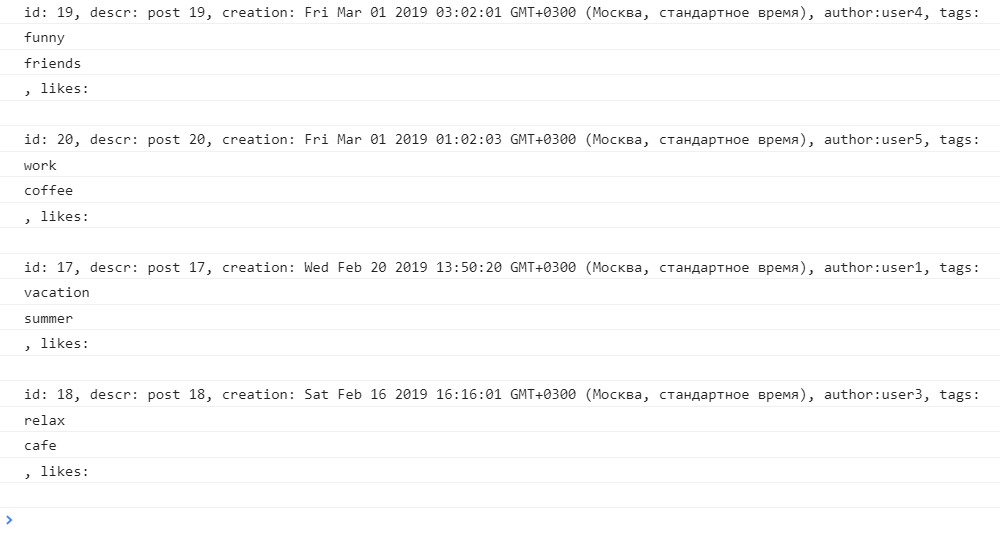 id: 19, descr: post 19, creation: Fri Mar 01 2019 03:02:01 GMT+0300 (Москва, стандартное время), author:user4, tags:
funny
friends
, likes:
id: 20, descr: post 20, creation: Fri Mar 01 2019 01:02:03 GMT+0300 (Москва, стандартное время), author:user5, tags:
work
coffee
, likes:
id: 17, descr: post 17, creation: Wed Feb 20 2019 13:50:20 GMT+0300 (Москва, стандартное время), author:user1, tags:
vacation
summer
, likes:
id: 18, descr: post 18, creation: Sat Feb 16 2019 16:16:01 GMT+0300 (Москва, стандартное время), author:user3, tags:
relax
cafe
, likes: